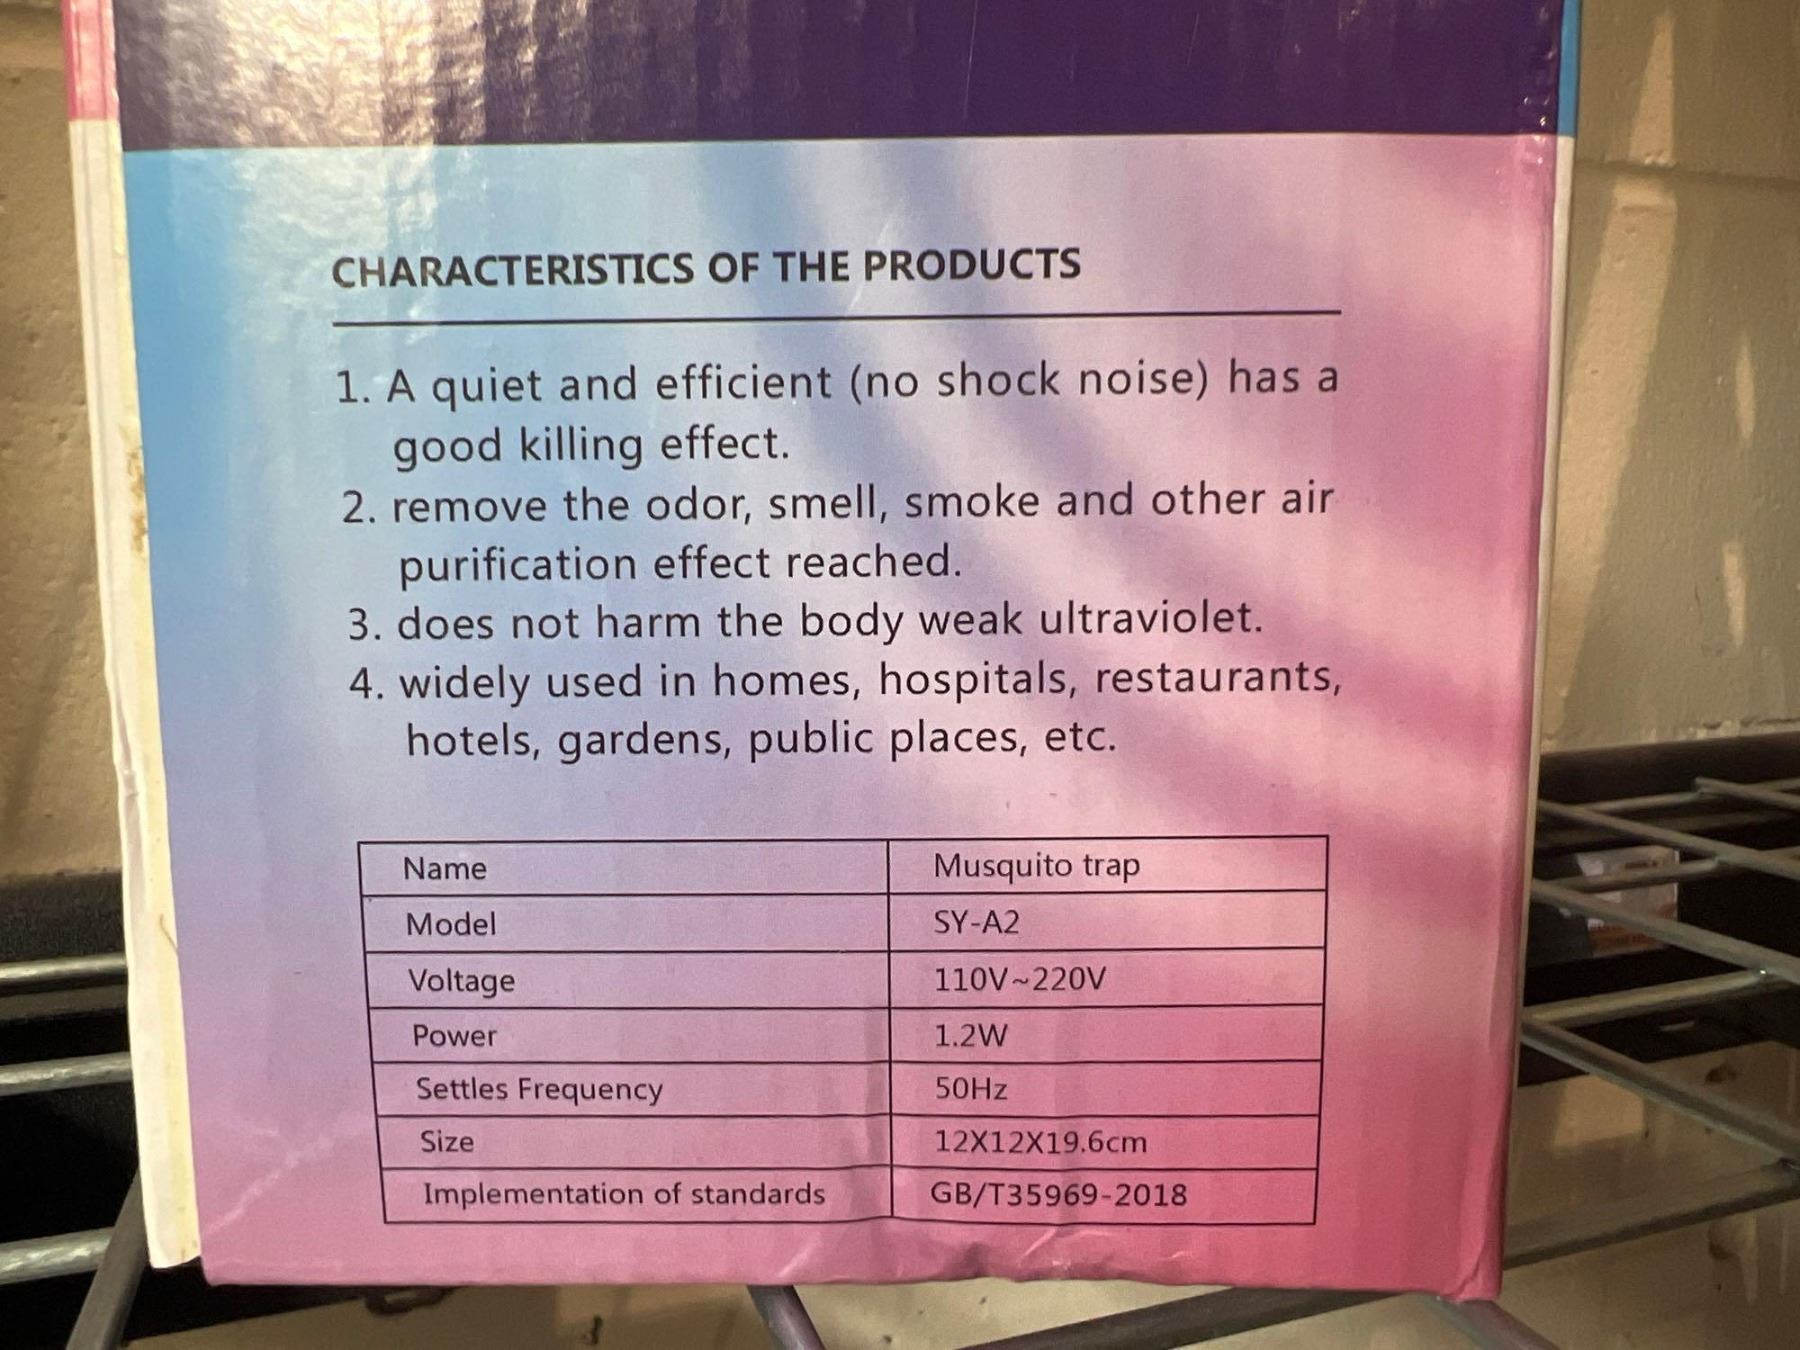 CHARACTERISTICS OF THE PRODUCTS
1. A quiet and efficient (no shock noise) has a
good killing effect.
2. remove the odor, smell, smoke and other air
purification effect reached.
3. does not harm the body weak ultraviolet.
4. widely used in homes, hospitals, restaurants,
hotels, gardens, public places, etc.
Name Musquito trap
Model SY-A2
Voltage 110V~220V
Power 1.2W
Settles Frequency 50Hz
Size 12X12X19.6cm
Implementation of standards GB/T35969-2018